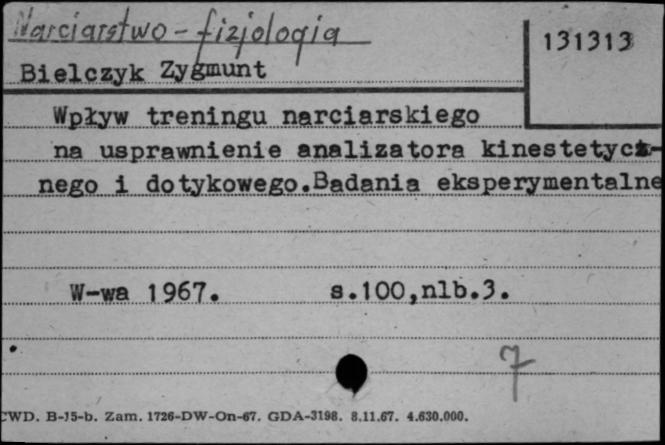 Narciarstwo - fizjologia
131313
Bielczyk Zygmunt
Wpływ treningu narciarskiego
na usprawnienie analizatora kinestetycz-
nego i dotykowego.Badania eksperymentalne
W-wa 1967. s.100,nlb.3.
7
CWD. B-15-b. Zam. 1726-DW-On-67. GDA-3198. 8.11.67. 4.630.000.